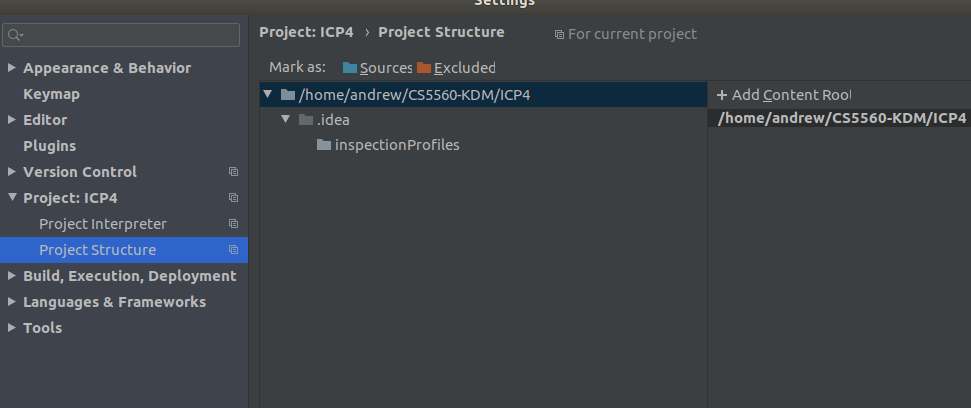 Settings
Project: ICP4 › Project Structure
For current project
Appearance & Behavior
Keymap
Editor
Plugins
Version Control
Project: ICP4
Project Interpreter
Project Structure
Build, Execution, Deployment
Languages & Frameworks
Tools
Mark as: Sources Excluded
/home/andrew/CS5560-KDM/ICP4
.idea
inspectionProfiles
+ Add Content Root
/home/andrew/CS5560-KDM/ICP4